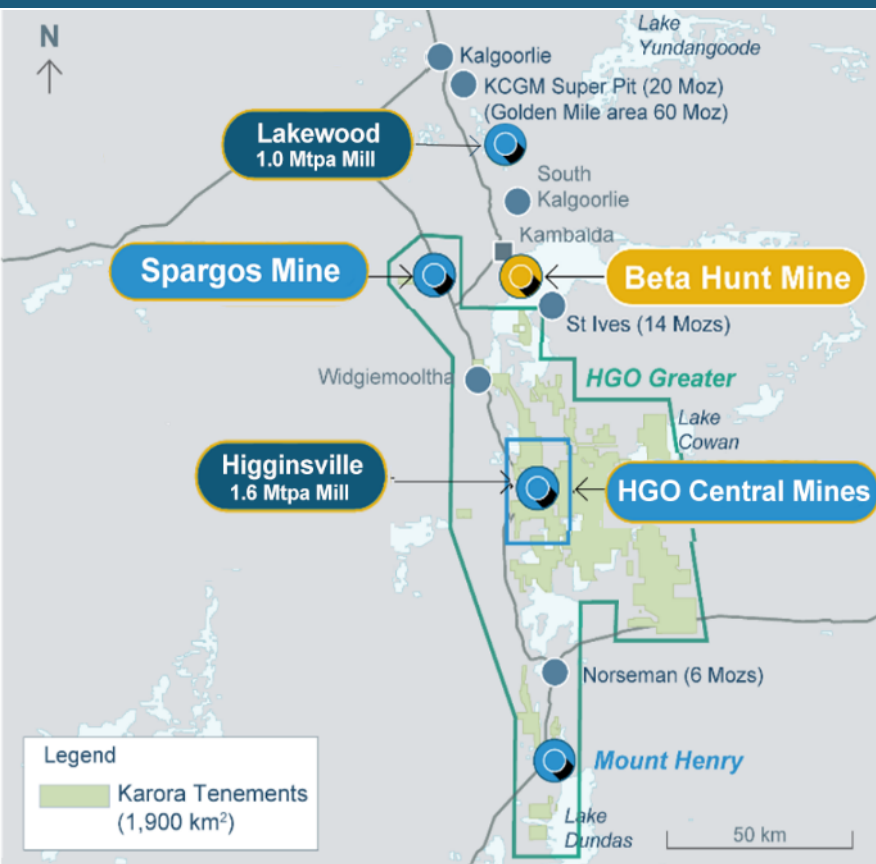 N
Lake
Yundangoode
Kalgoorlie
KCGM Super Pit (20 Moz)
(Golden Mile area 60 Moz)
Lakewood
1.0 Mtpa Mill
South
Kalgoorlie
Kambalda
Spargos Mine
Beta Hunt Mine
St Ives (14 Mozs)
Widgiemooltha
HGO Greater
Lake
Cowan
Higginsville
1.6 Mtpa Mill
HGO Central Mines
Norseman (6 Mozs)
Mount Henry
Legend
Karora Tenements
(1,900 km²)
Lake
Dundas
50 km